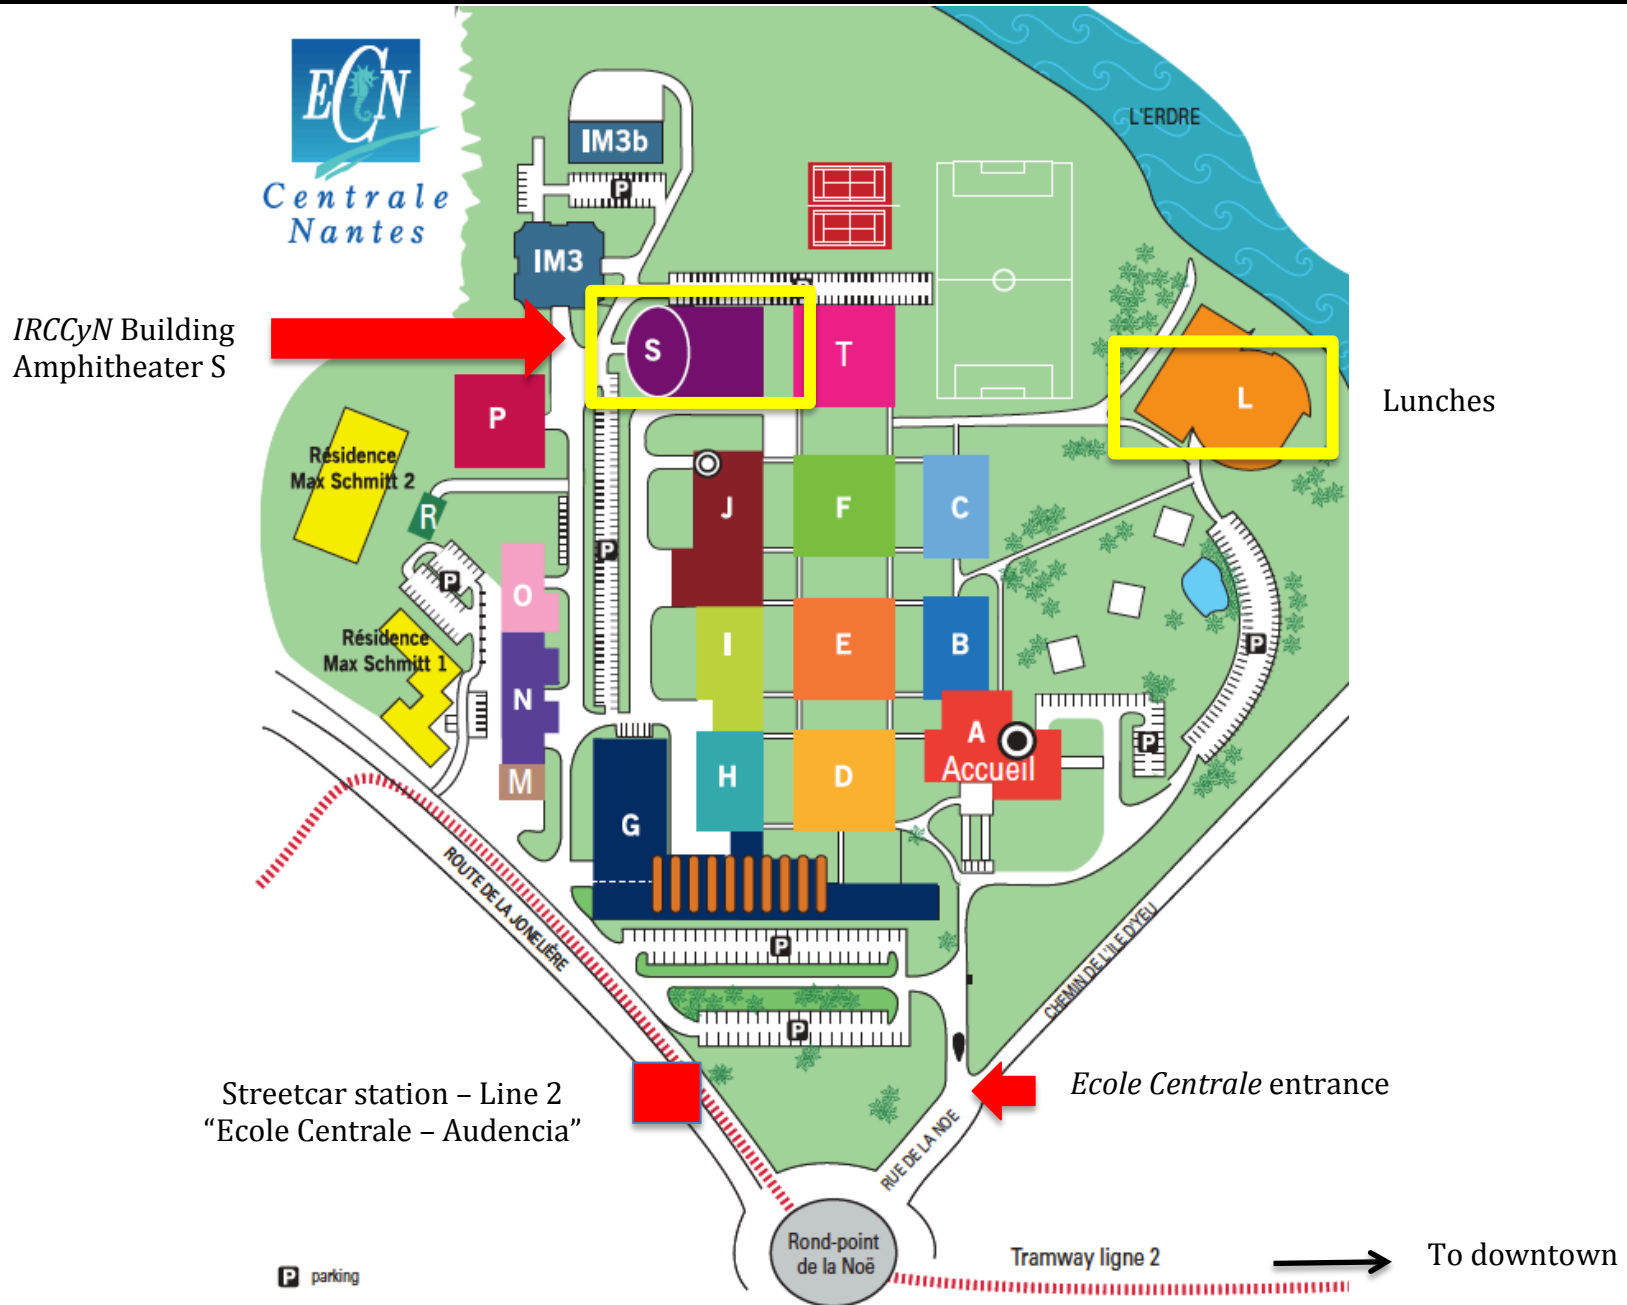 ECN
Centrale
Nantes
L'ERDRE
IM3b
P
IM3
P
IRCCyN Building
Amphitheater S
S
T
L
Lunches
P
Résidence
Max Schmitt 2
R
J
F
C
P
P
O
Résidence
Max Schmitt 1
I
E
B
P
N
A
Accueil
P
M
H
D
G
ROUTE DE LA JONELIÈRE
P
CHEMIN DE L'ILE D'YEU
P
Streetcar station – Line 2
“Ecole Centrale – Audencia”
Ecole Centrale entrance
RUE DE LA NOE
Rond-point
de la Noë
Tramway ligne 2
To downtown
P parking